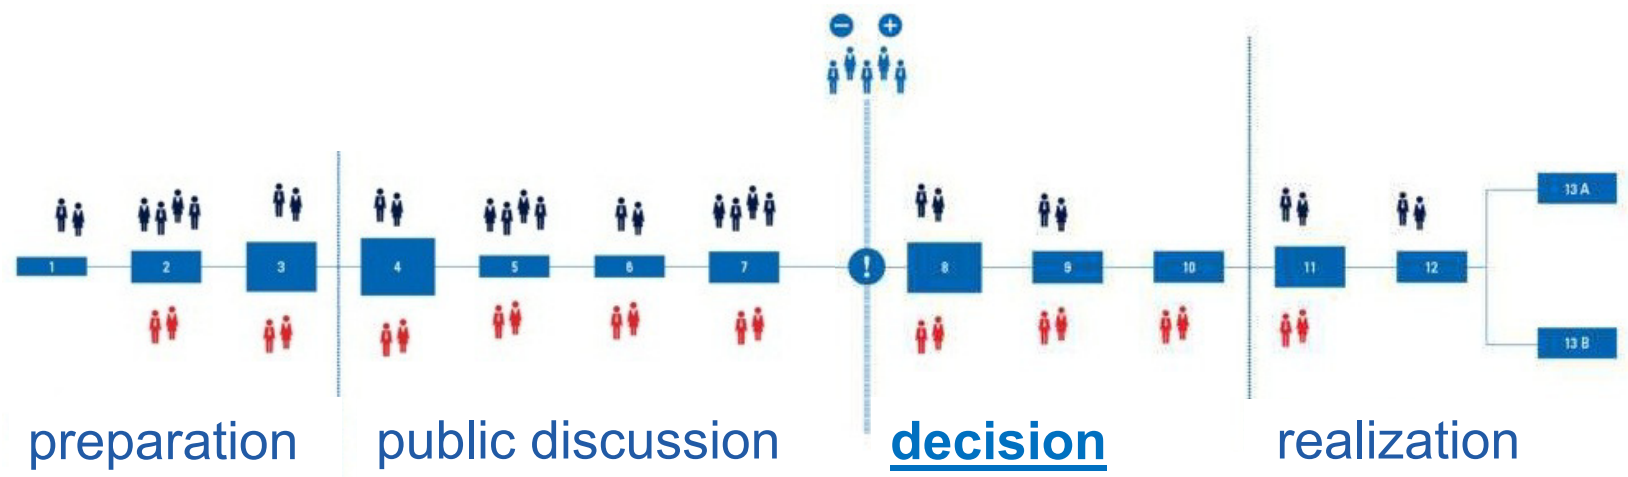 − +
13 A
1 2 3 4 5 6 7 ! 8 9 10 11 12
13 B
preparation public discussion decision realization